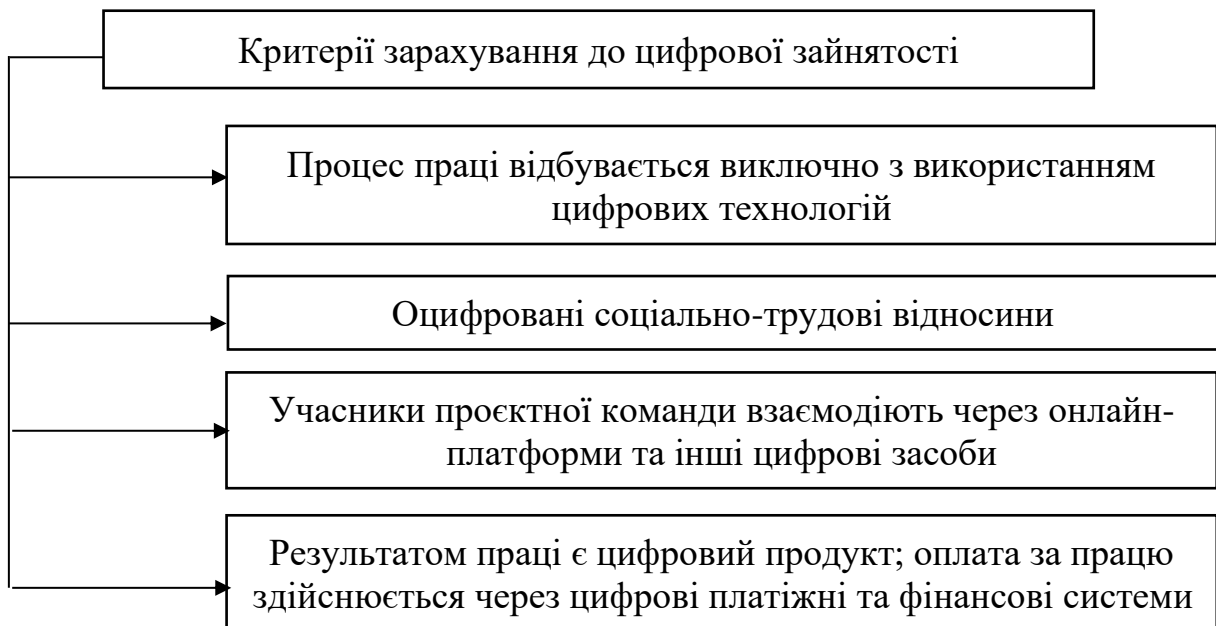 Критерії зарахування до цифрової зайнятості
Процес праці відбувається виключно з використанням
цифрових технологій
Оцифровані соціально-трудові відносини
Учасники проєктної команди взаємодіють через онлайн-
платформи та інші цифрові засоби
Результатом праці є цифровий продукт; оплата за працю
здійснюється через цифрові платіжні та фінансові системи